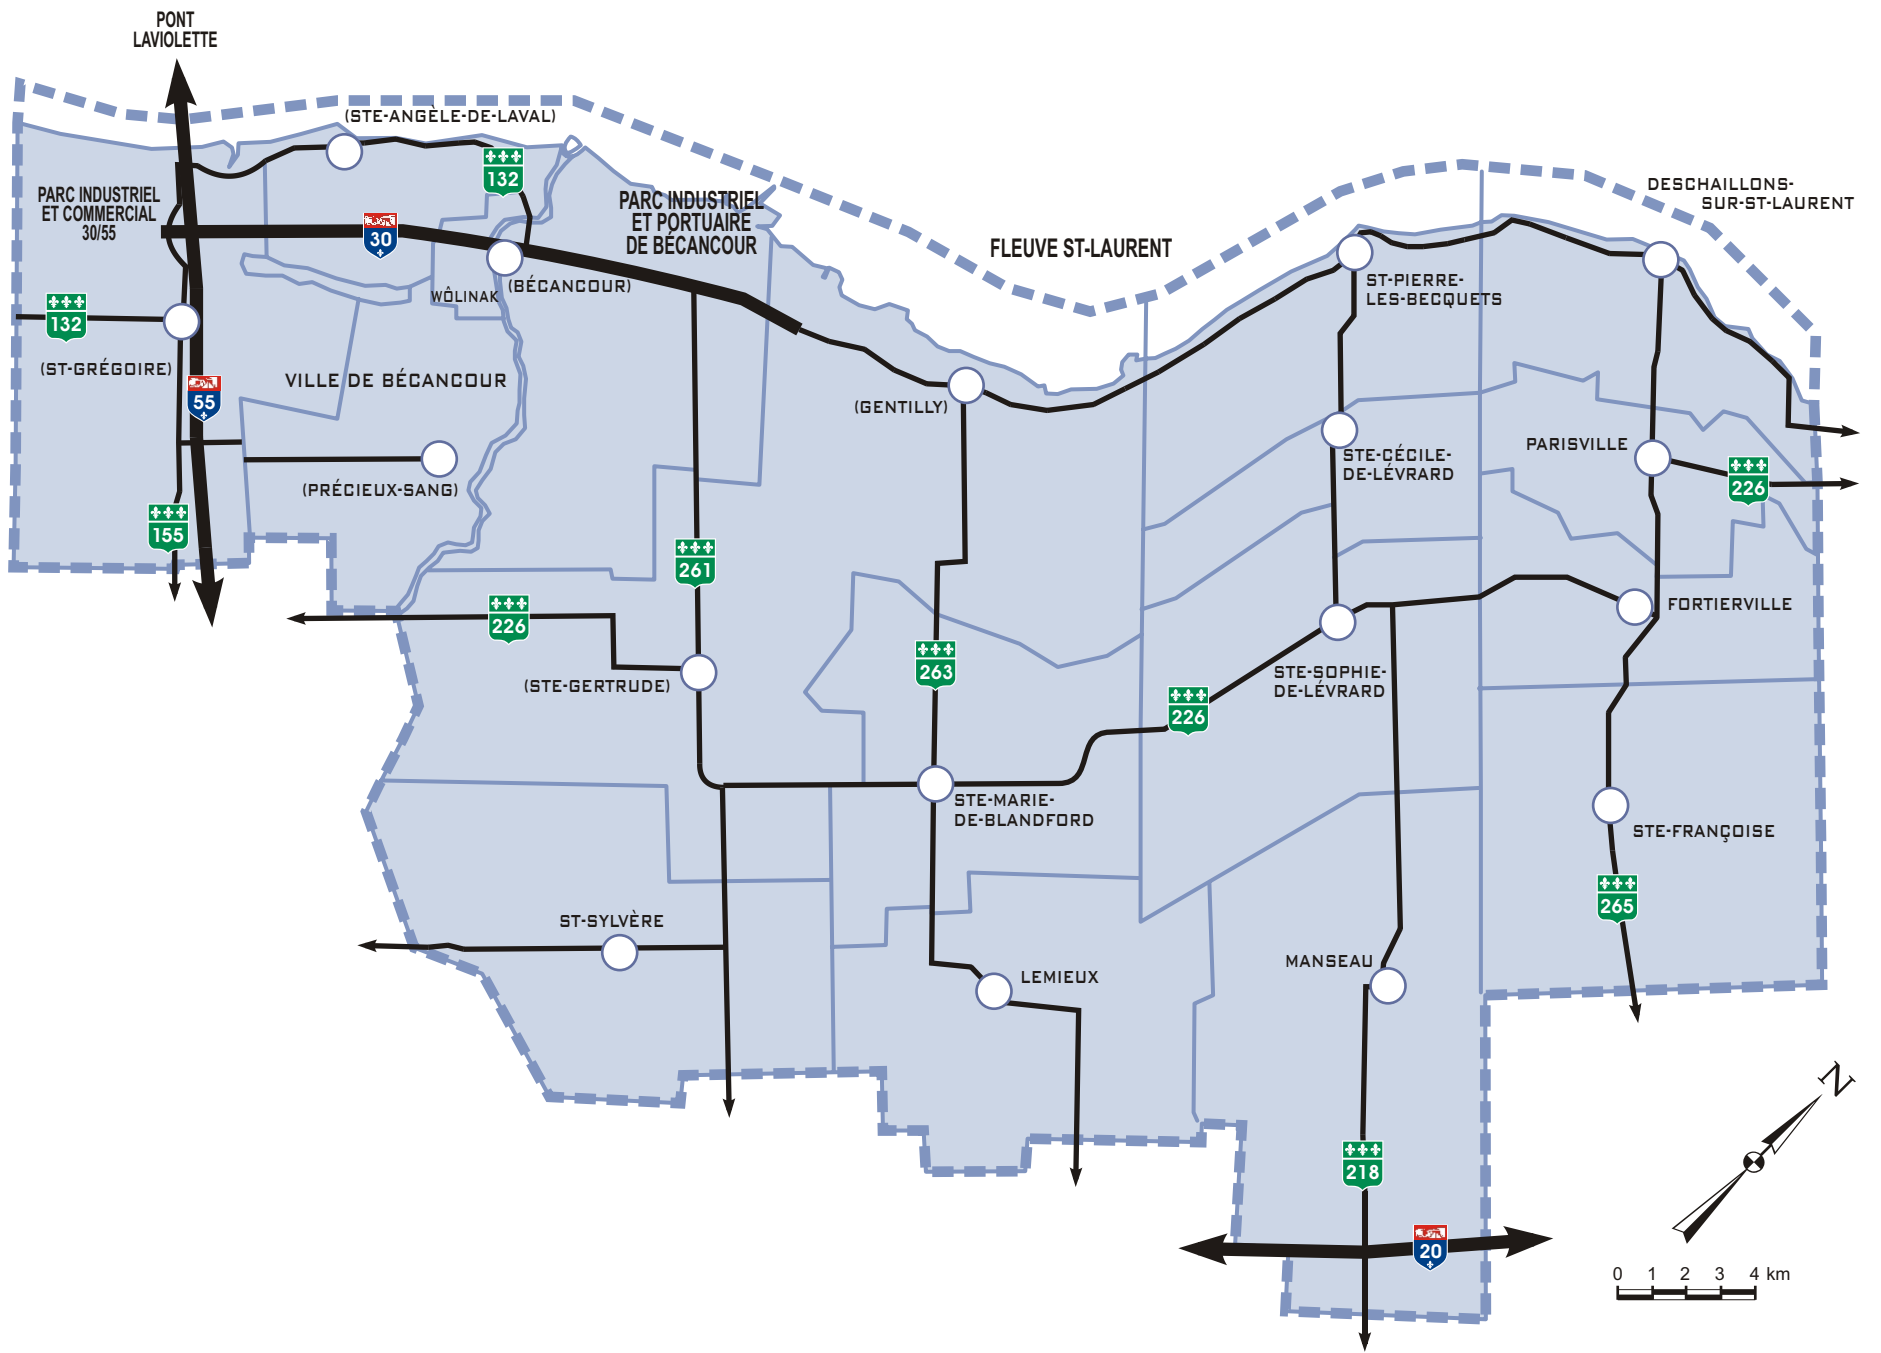 PONT
LAVIOLETTE
(STE-ANGÈLE-DE-LAVAL)
132
PARC INDUSTRIEL
ET COMMERCIAL
30/55
30
PARC INDUSTRIEL
ET PORTUAIRE
DE BÉCANCOUR
FLEUVE ST-LAURENT
DESCHAILLONS-
SUR-ST-LAURENT
ST-PIERRE-
LES-BECQUETS
WÔLINAK
(BÉCANCOUR)
132
(ST-GRÉGOIRE)
55
VILLE DE BÉCANCOUR
(GENTILLY)
(PRÉCIEUX-SANG)
STE-CÉCILE-
DE-LÉVRARD
PARISVILLE
226
155
261
226
263
(STE-GERTRUDE)
226
STE-SOPHIE-
DE-LÉVRARD
FORTIERVILLE
STE-MARIE-
DE-BLANDFORD
STE-FRANÇOISE
265
ST-SYLVÈRE
LEMIEUX
MANSEAU
218
20
N
0 1 2 3 4 km